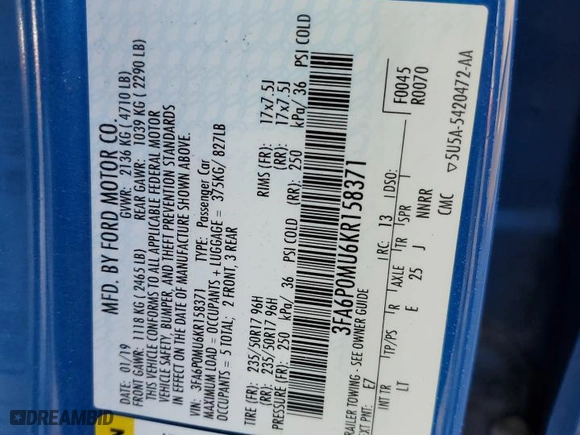 MFD. BY FORD MOTOR CO.
DATE: 01/19 GVWR: 2136 KG ( 4710 LB)
FRONT GAWR: 1118 KG ( 2465 LB) REAR GAWR: 1039 KG ( 2290 LB)
THIS VEHICLE CONFORMS TO ALL APPLICABLE FEDERAL MOTOR
VEHICLE SAFETY, BUMPER, AND THEFT PREVENTION STANDARDS
IN EFFECT ON THE DATE OF MANUFACTURE SHOWN ABOVE.
VIN: 3FA6P0MU6KR158371 TYPE: Passenger Car
MAXIMUM LOAD = OCCUPANTS + LUGGAGE = 375KG/ 827LB
OCCUPANTS = 5 TOTAL; 2 FRONT, 3 REAR
TIRE (FR): 235/50R17 96H RIMS (FR): 17x7.5J
(RR): 235/50R17 96H (RR): 17x7.5J
PRESSURE (FR): 250 kPa/ 36 PSI COLD (RR): 250 kPa/ 36 PSI COLD
3FA6P0MU6KR158371
TRAILER TOWING - SEE OWNER GUIDE
F0045
R0070
EXT PNT: E7 RC: 13 DSO:
INT TR TP/PS R AXLE TR SPR
LT E 25 J NNRR
CMC
▽5U5A-5420472-AA
DREAMBID